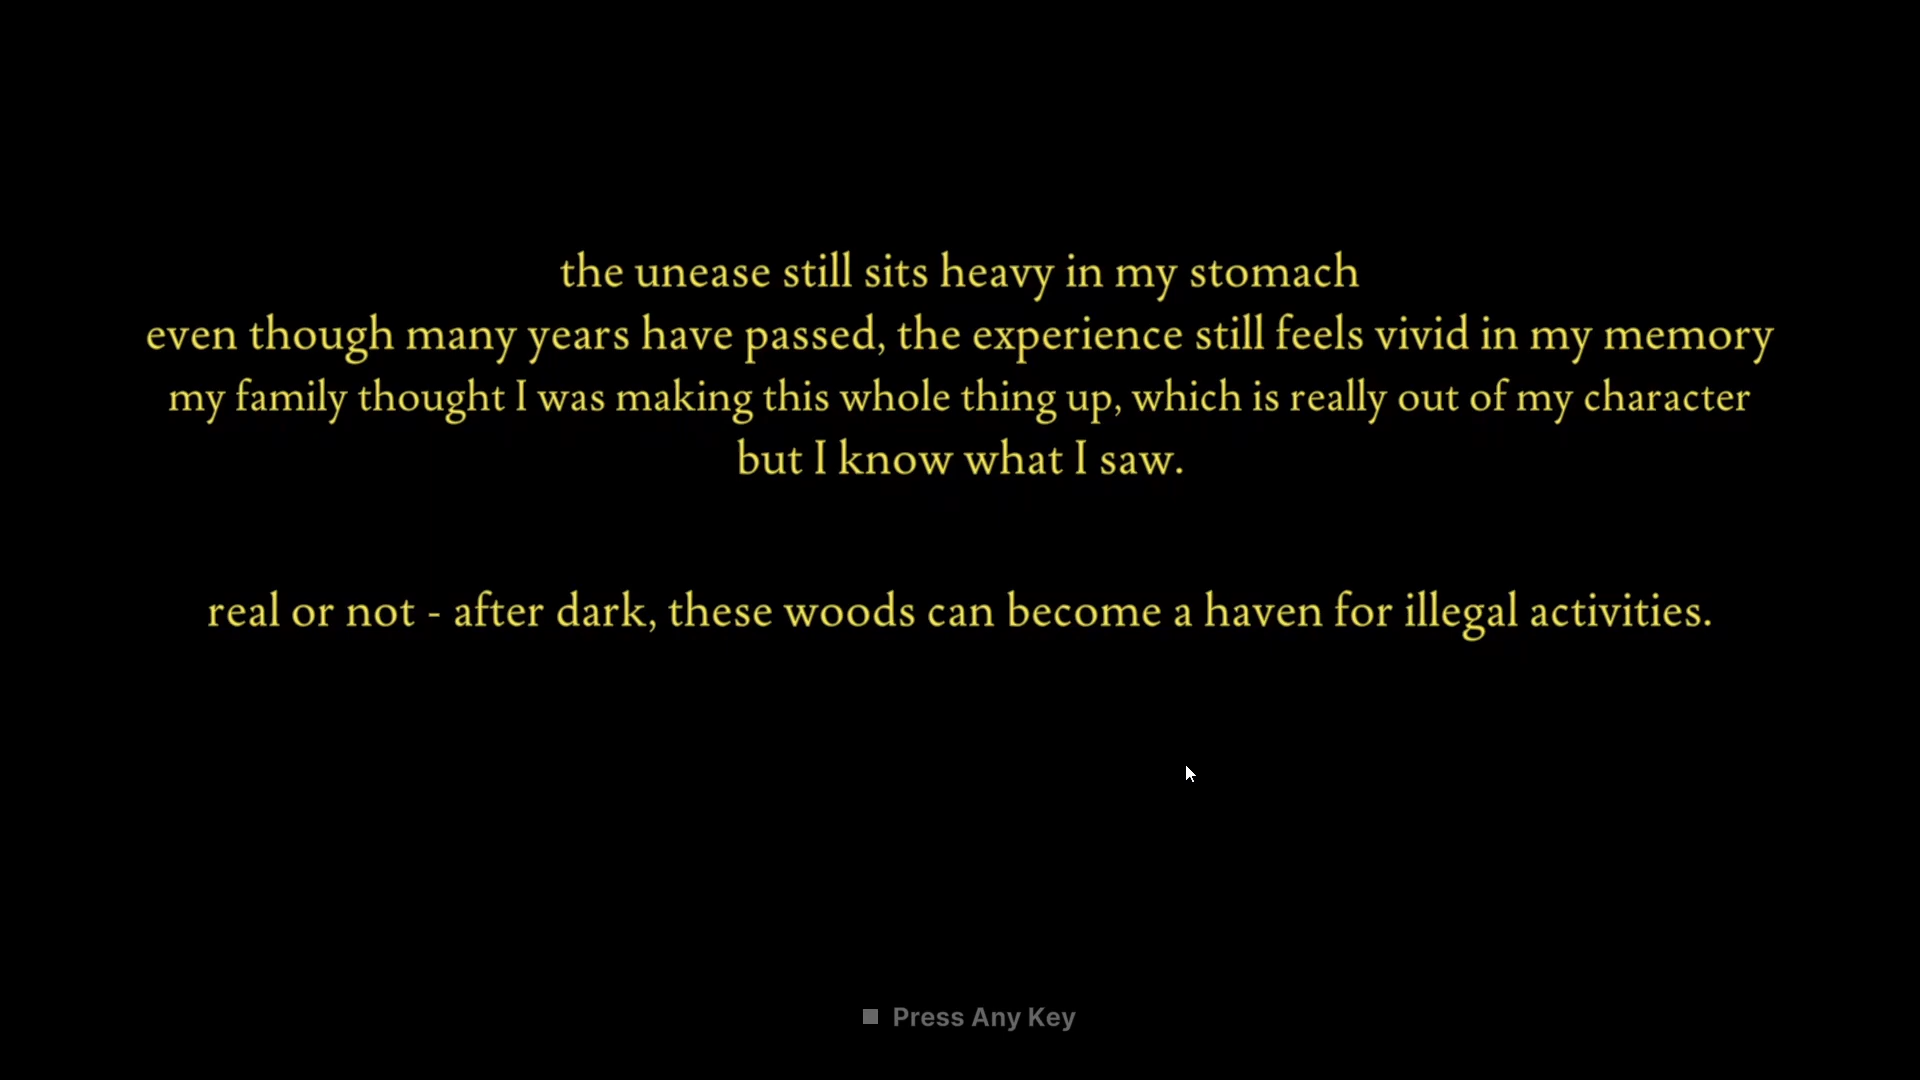 the unease still sits heavy in my stomach
even though many years have passed, the experience still feels vivid in my memory
my family thought I was making this whole thing up, which is really out of my character
but I know what I saw.
real or not - after dark, these woods can become a haven for illegal activities.
Press Any Key